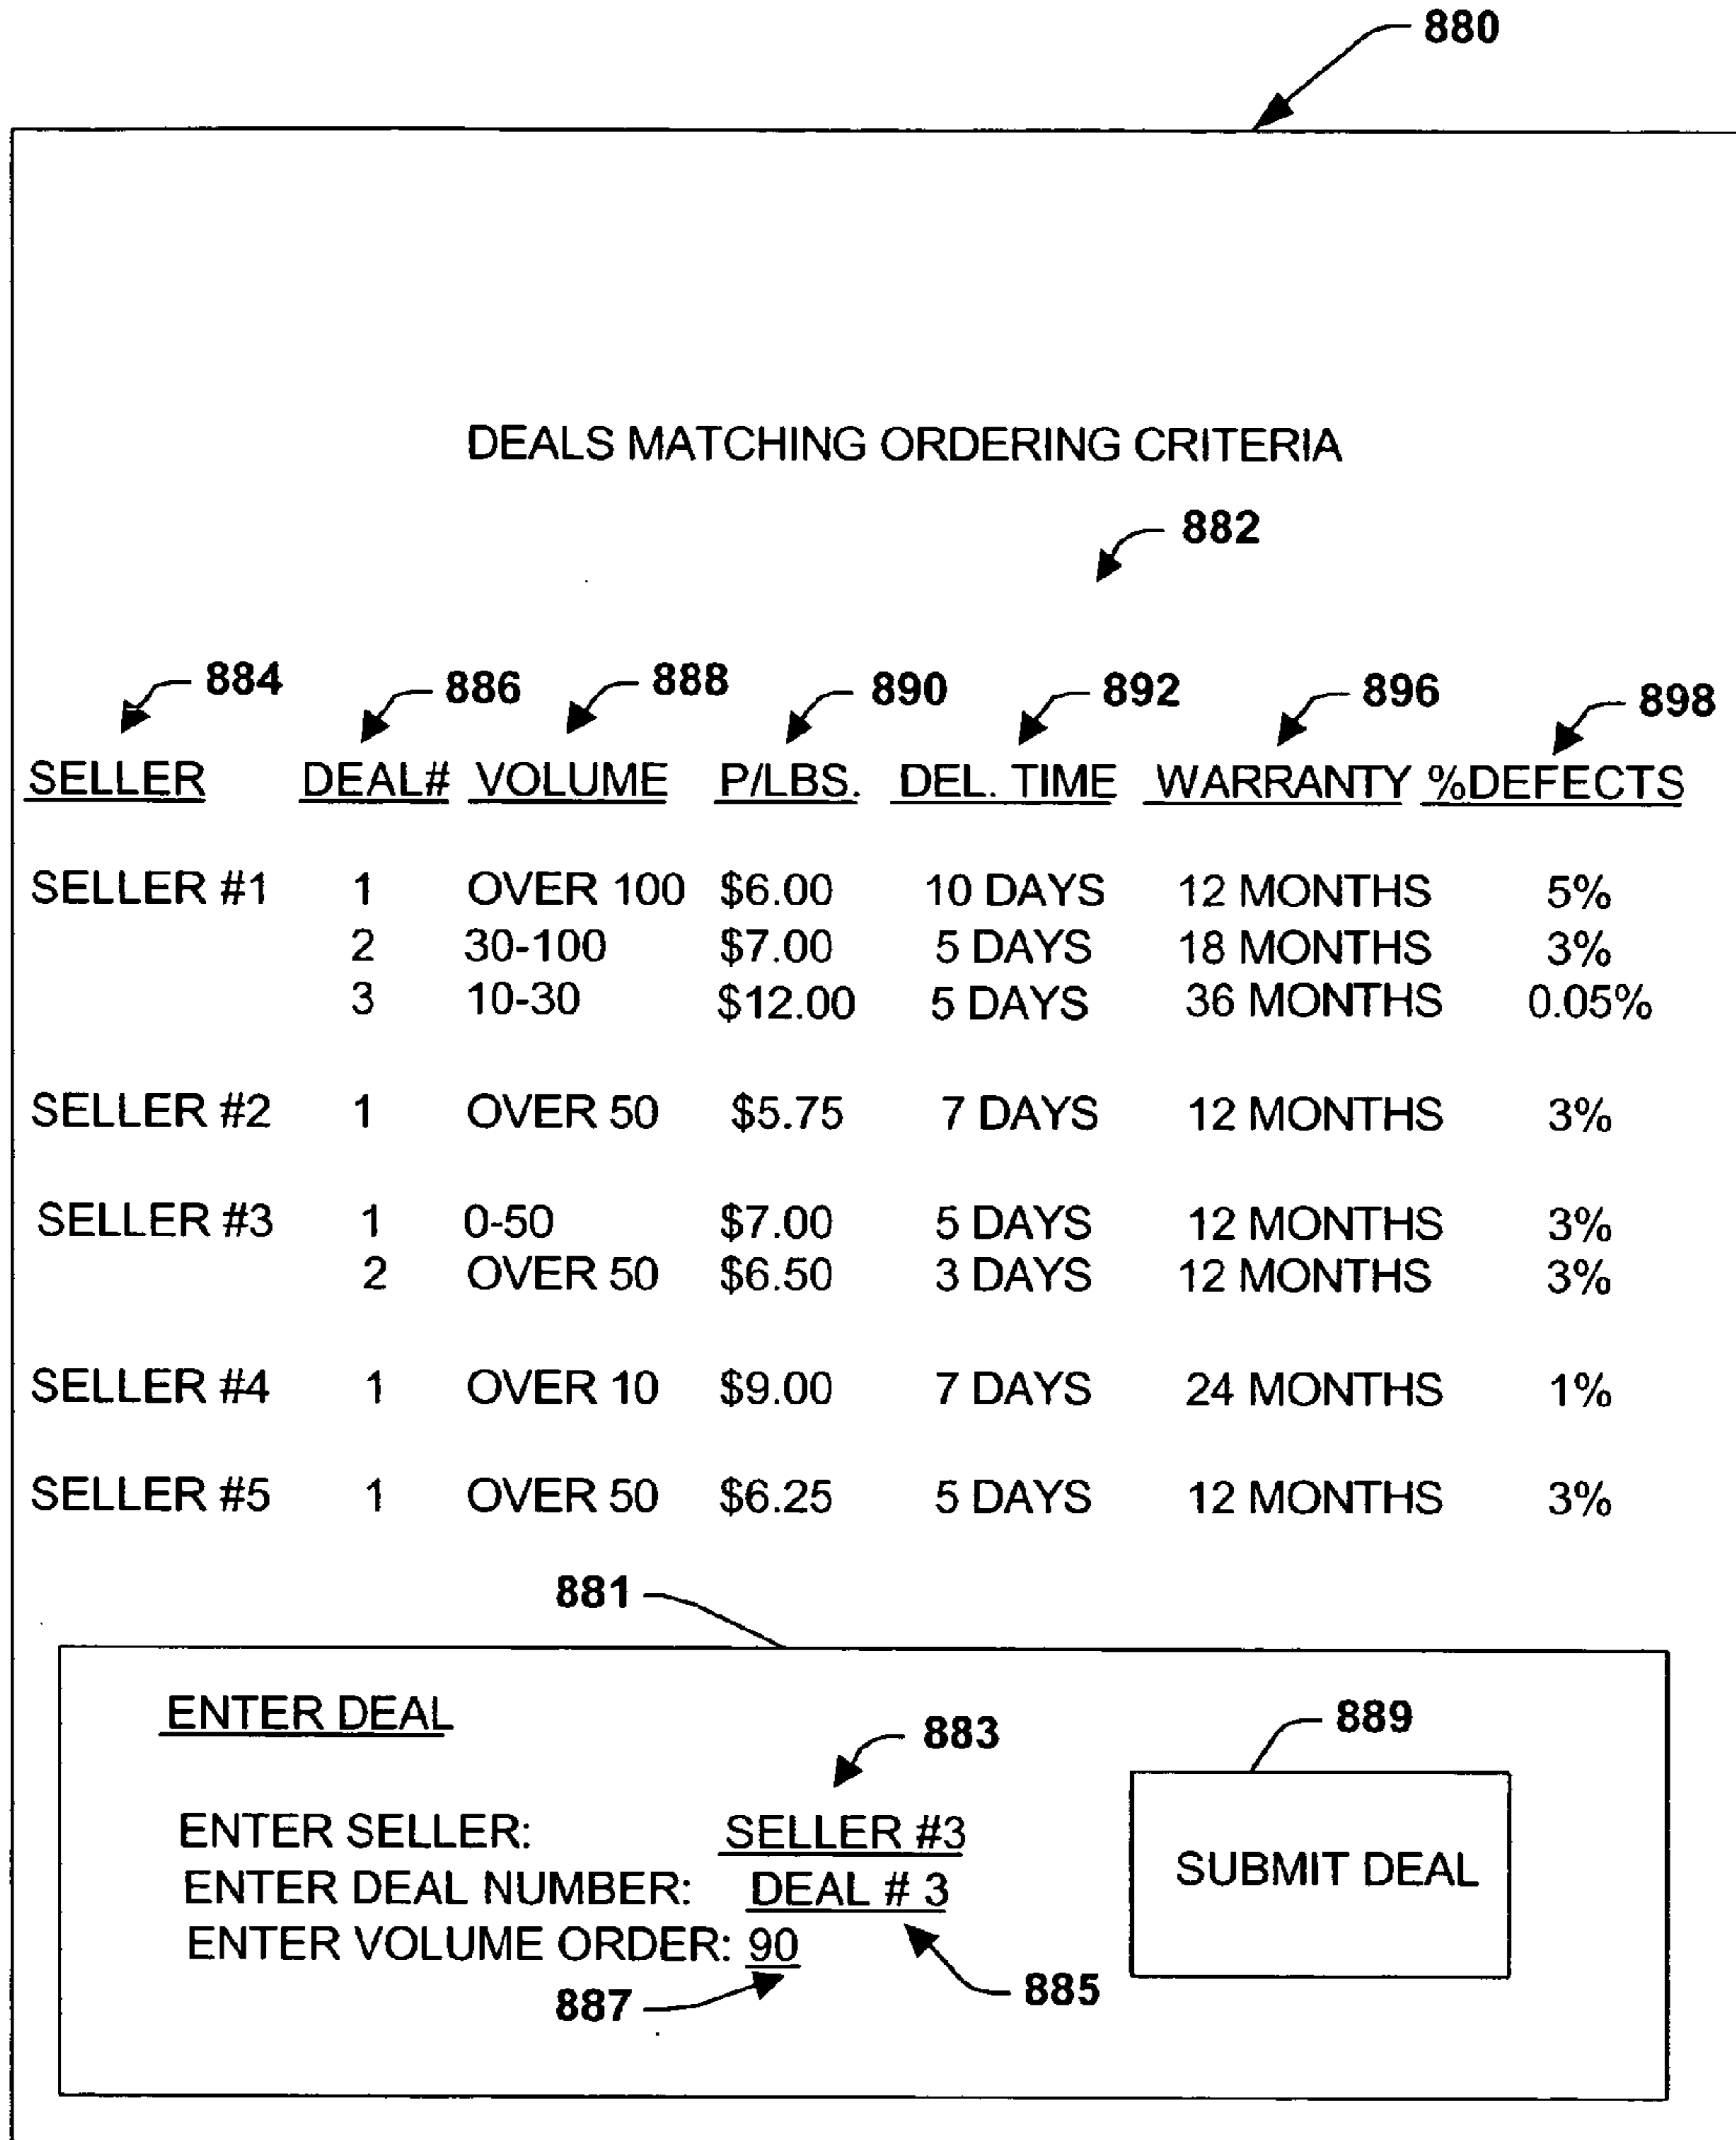 880
DEALS MATCHING ORDERING CRITERIA
882
884 886 888 890 892 896 898
SELLER DEAL# VOLUME P/LBS. DEL. TIME WARRANTY %DEFECTS
SELLER #1 1 OVER 100 $6.00 10 DAYS 12 MONTHS 5%
2 30-100 $7.00 5 DAYS 18 MONTHS 3%
3 10-30 $12.00 5 DAYS 36 MONTHS 0.05%
SELLER #2 1 OVER 50 $5.75 7 DAYS 12 MONTHS 3%
SELLER #3 1 0-50 $7.00 5 DAYS 12 MONTHS 3%
2 OVER 50 $6.50 3 DAYS 12 MONTHS 3%
SELLER #4 1 OVER 10 $9.00 7 DAYS 24 MONTHS 1%
SELLER #5 1 OVER 50 $6.25 5 DAYS 12 MONTHS 3%
881
ENTER DEAL
883 889
ENTER SELLER: SELLER #3
ENTER DEAL NUMBER: DEAL # 3
ENTER VOLUME ORDER: 90
SUBMIT DEAL
887 885